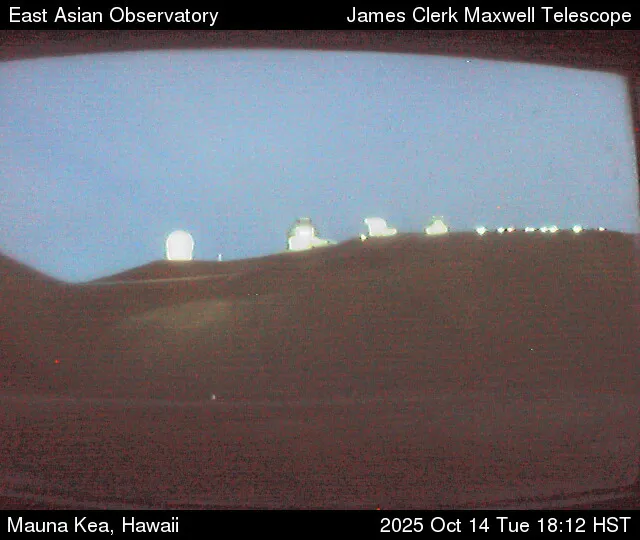 East Asian Observatory
James Clerk Maxwell Telescope
Mauna Kea, Hawaii
2025 Oct 14 Tue 18:12 HST